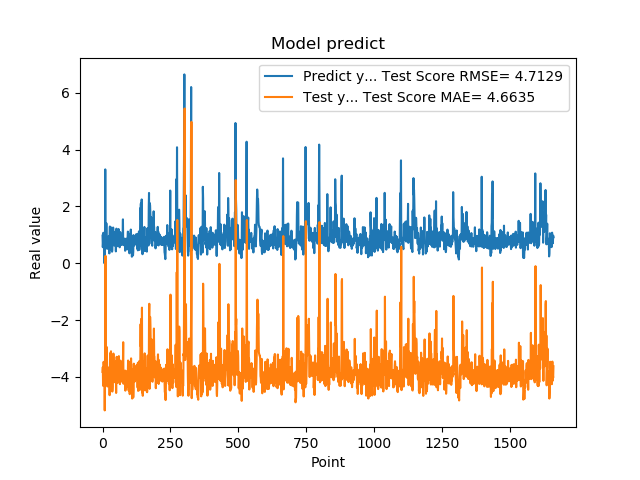 Model predict
Predict y... Test Score RMSE= 4.7129
Test y... Test Score MAE= 4.6635
Real value
6
4
2
0
−2
−4
0 250 500 750 1000 1250 1500
Point